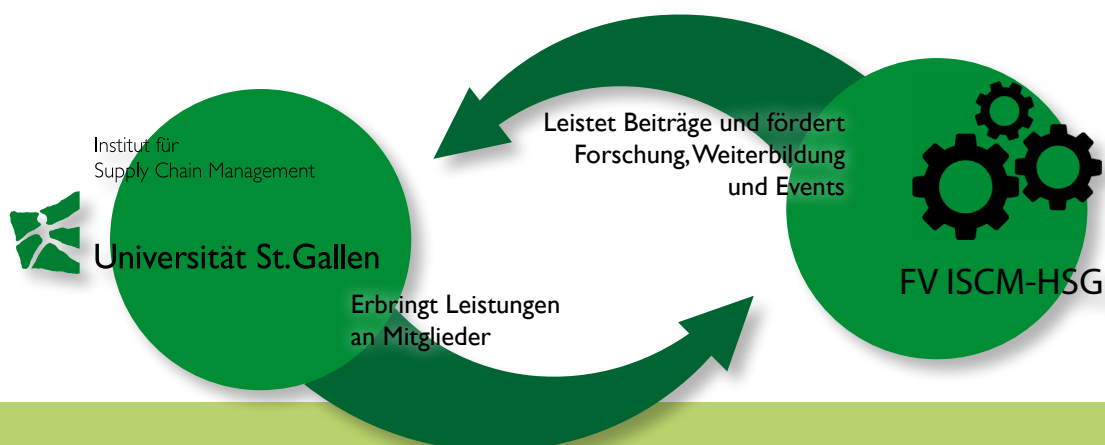 Institut für
Supply Chain Management
Universität St.Gallen
Leistet Beiträge und fördert
Forschung, Weiterbildung
und Events
FV ISCM-HSG
Erbringt Leistungen
an Mitglieder